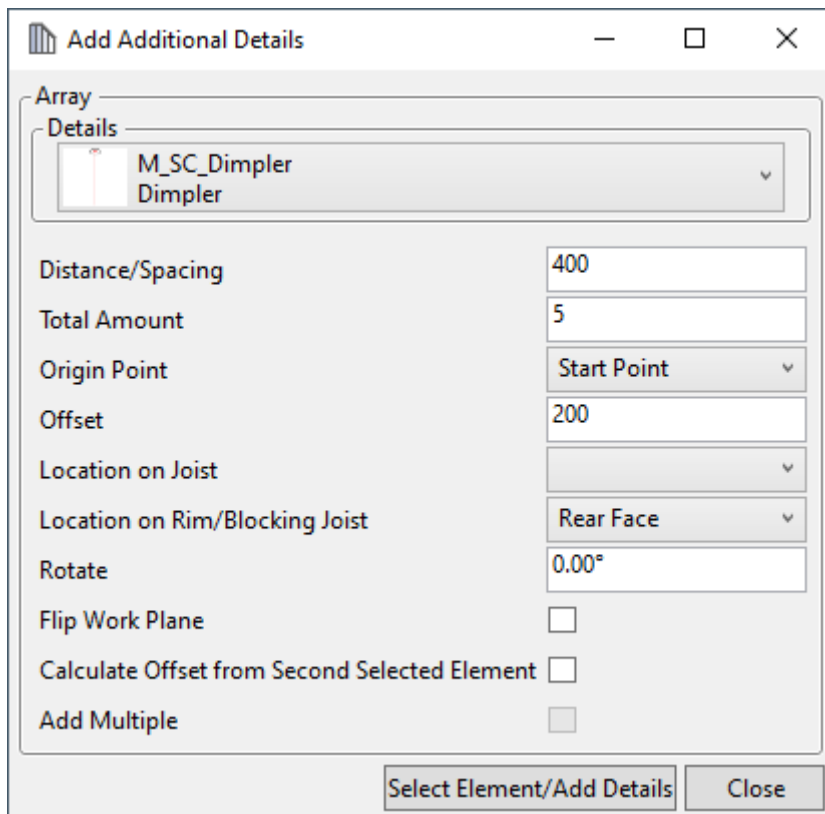 Add Additional Details
Array
Details
M_SC_Dimpler
Dimpler
Distance/Spacing 400
Total Amount 5
Origin Point Start Point
Offset 200
Location on Joist
Location on Rim/Blocking Joist Rear Face
Rotate 0.00°
Flip Work Plane
Calculate Offset from Second Selected Element
Add Multiple
Select Element/Add Details Close